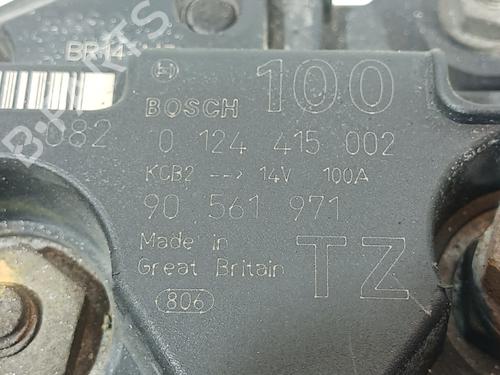 BR14-M3
BOSCH 100
082 0 124 415 002
KCB2 --> 14V 100A
90 561 971
Made in
Great Britain TZ
806